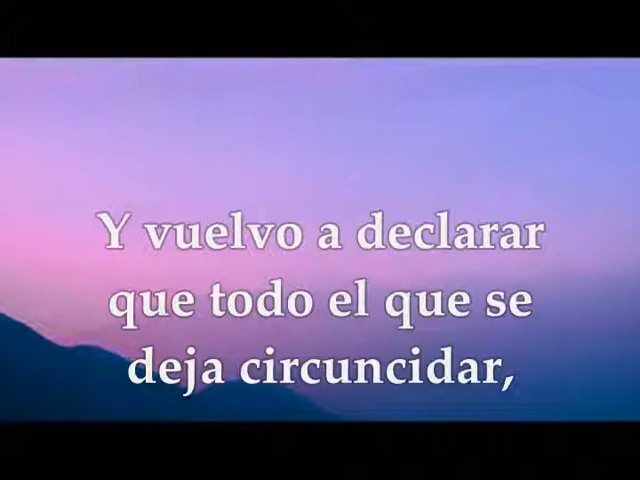 Y vuelvo a declarar
que todo el que se
deja circuncidar,